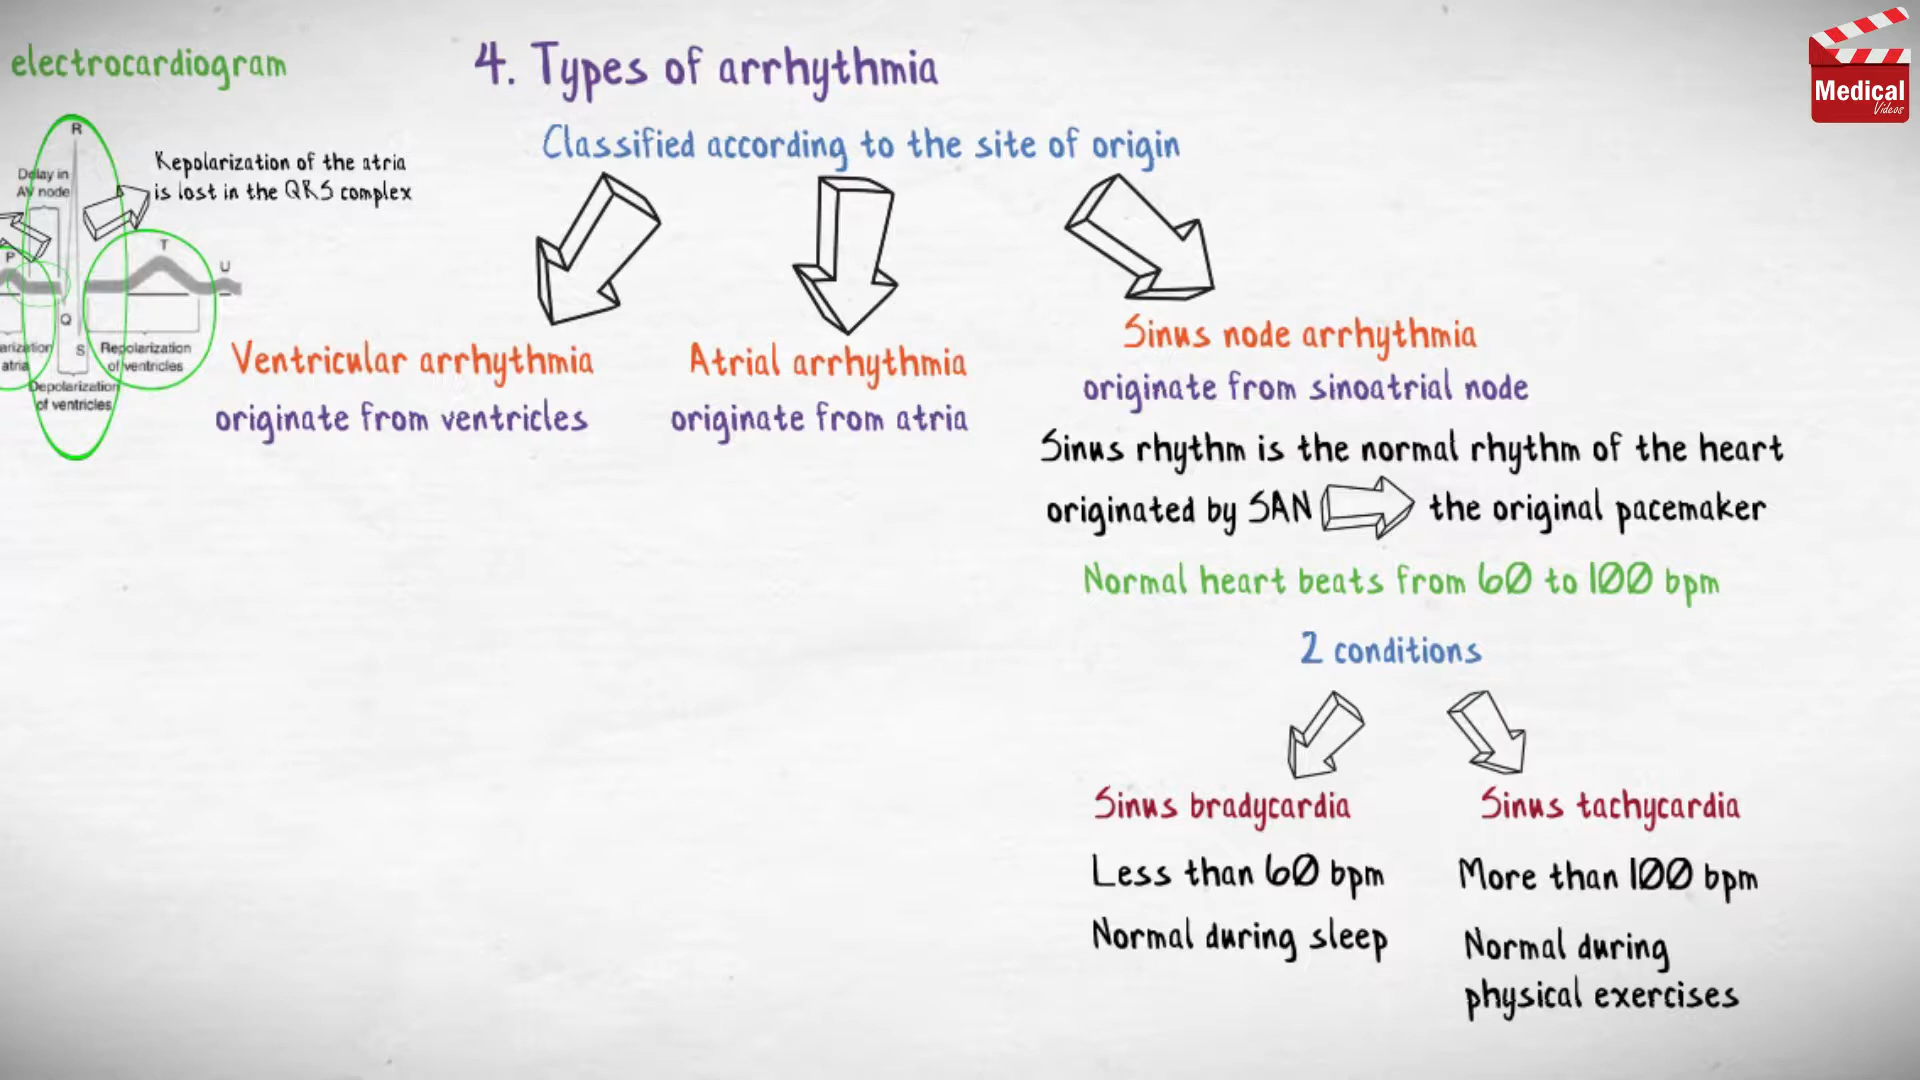 electrocardiogram
R
Delay in
AV node
Repolarization of the atria
is lost in the QRS complex
P
T
U
Q
S
arization
atria
Repolarization
of ventricles
Depolarization
of ventricles
4. Types of arrhythmia
Classified according to the site of origin
Ventricular arrhythmia
originate from ventricles
Atrial arrhythmia
originate from atria
Sinus node arrhythmia
originate from sinoatrial node
Sinus rhythm is the normal rhythm of the heart
originated by SAN the original pacemaker
Normal heart beats from 60 to 100 bpm
2 conditions
Sinus bradycardia
Less than 60 bpm
Normal during sleep
Sinus tachycardia
More than 100 bpm
Normal during
physical exercises
Medical
Videos